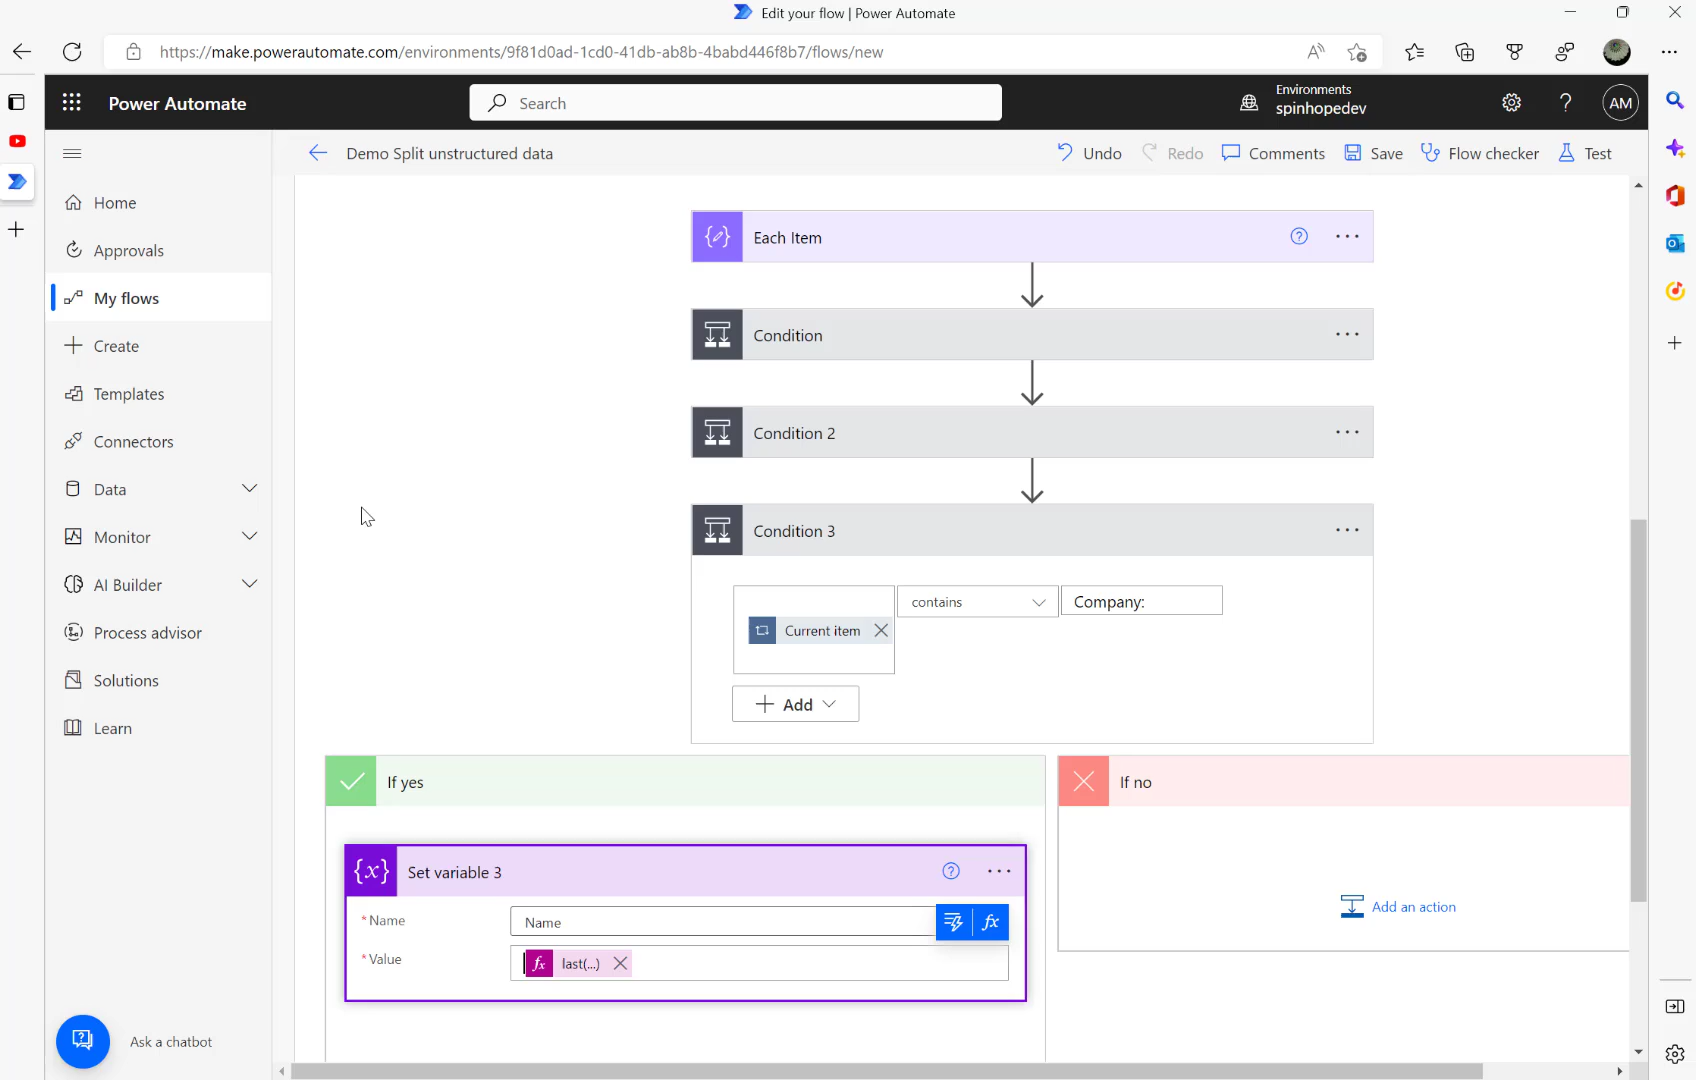 Edit your flow | Power Automate
https://make.powerautomate.com/environments/9f81d0ad-1cd0-41db-ab8b-4babd446f8b7/flows/new
Power Automate
Search
Environments
spinhopedev
AM
Demo Split unstructured data
Undo
Redo
Comments
Save
Flow checker
Test
Home
Approvals
My flows
Create
Templates
Connectors
Data
Monitor
AI Builder
Process advisor
Solutions
Learn
Ask a chatbot
Each Item
Condition
Condition 2
Condition 3
Current item
contains
Company:
Add
If yes
If no
Set variable 3
* Name
Name
fx
* Value
fx last(...)
Add an action